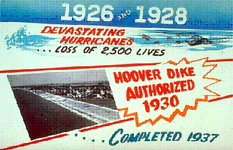 1926 AND 1928
DEVASTATING
HURRICANES
....LOSS OF 2,500 LIVES
HOOVER DIKE
AUTHORIZED
1930
....COMPLETED 1937